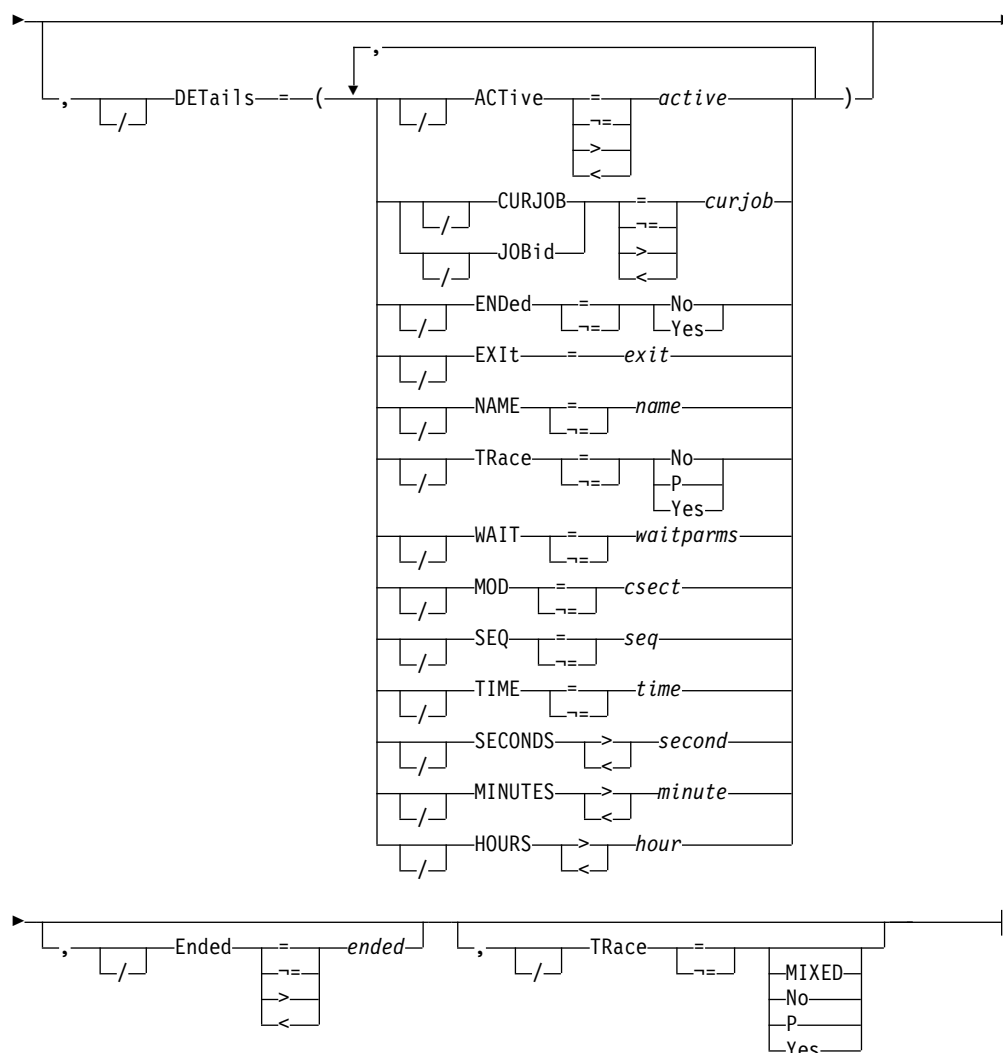 ,
, / DETails = ( / ACTive = active )
¬=
>
<
/ CURJOB = curjob
¬=
/ JOBid >
<
/ ENDed = No
¬= Yes
/ EXIt = exit
/ NAME = name
¬=
/ TRace = No
¬= P
Yes
/ WAIT = waitparms
¬=
/ MOD = csect
¬=
/ SEQ = seq
¬=
/ TIME = time
¬=
/ SECONDS > second
<
/ MINUTES > minute
<
/ HOURS > hour
<
, / Ended = ended , / TRace =
¬= ¬= MIXED
> No
< P
Yes